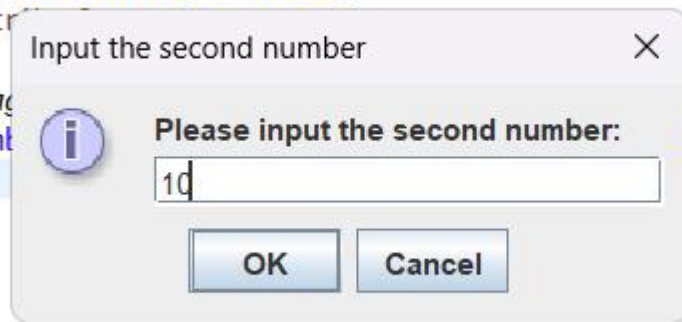 Input the second number
Please input the second number:
10
OK
Cancel